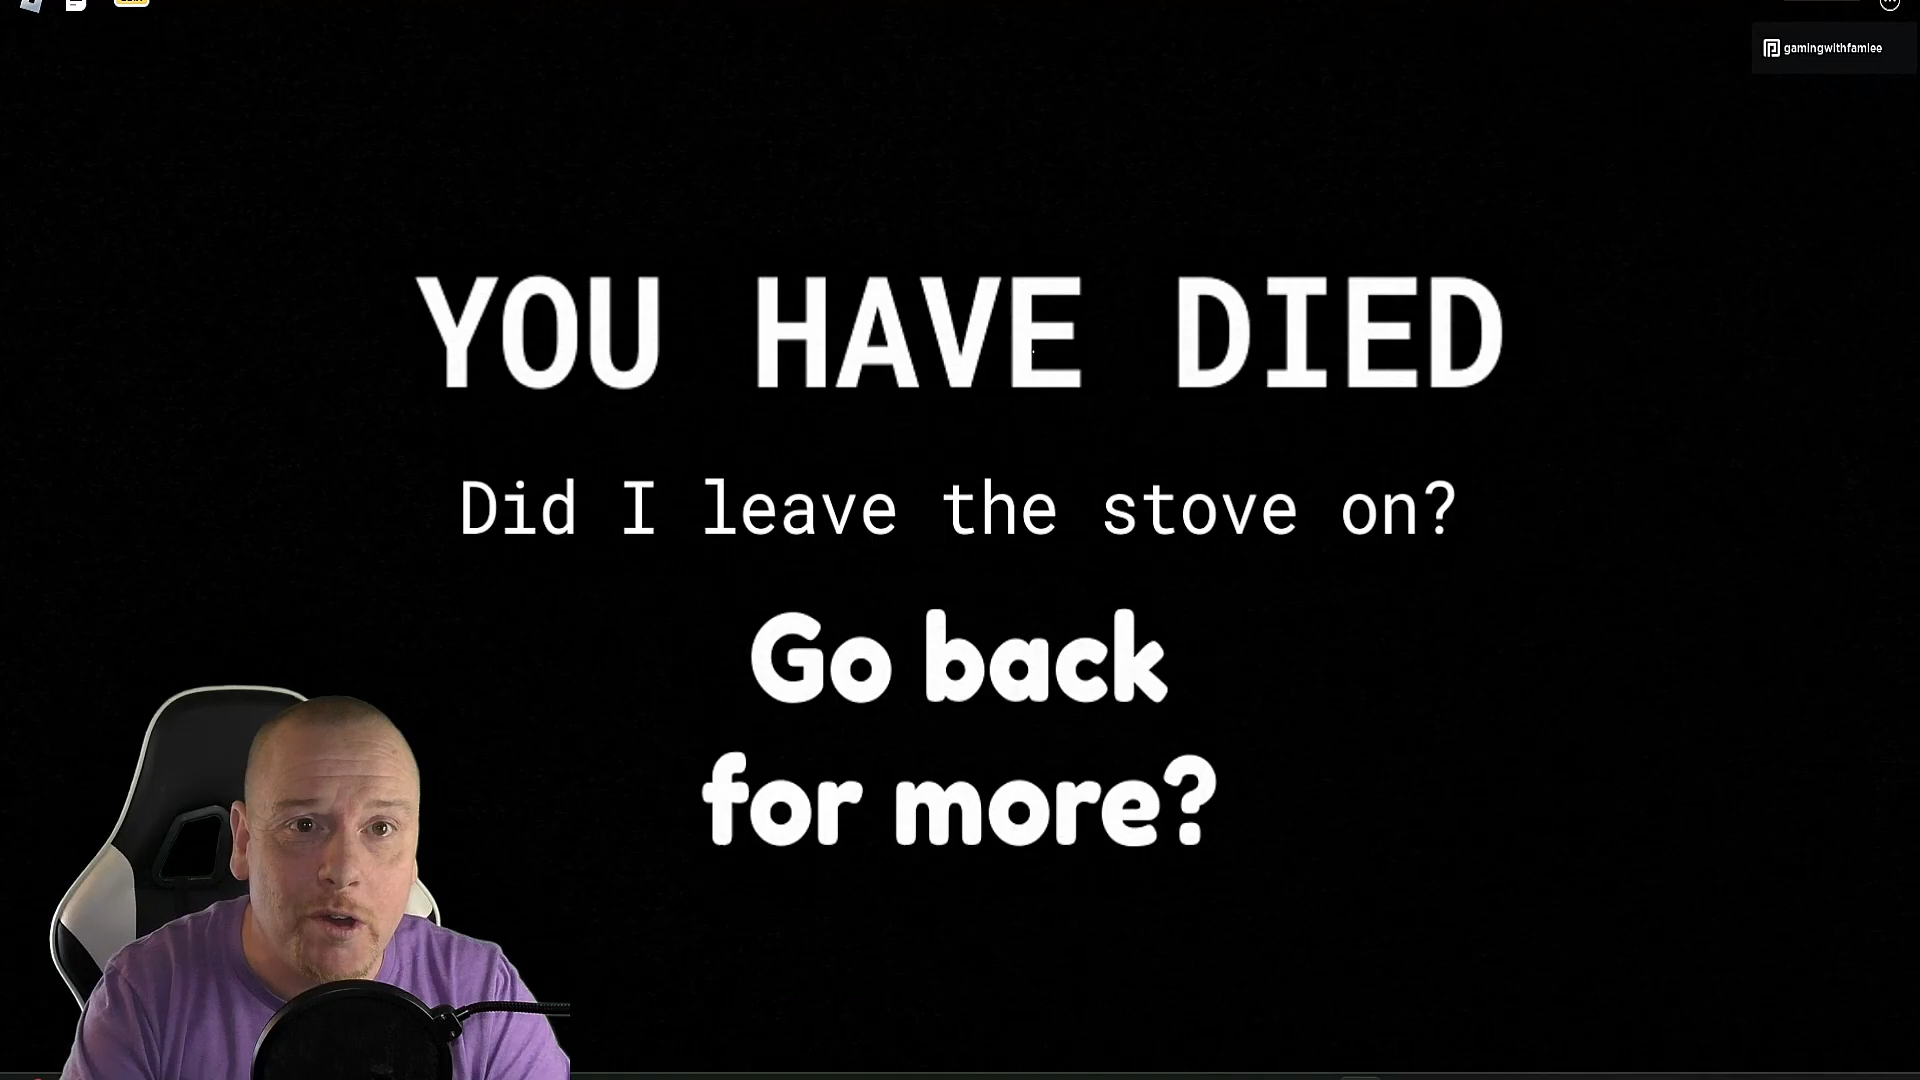 gamingwithfamlee
YOU HAVE DIED
Did I leave the stove on?
Go back
for more?